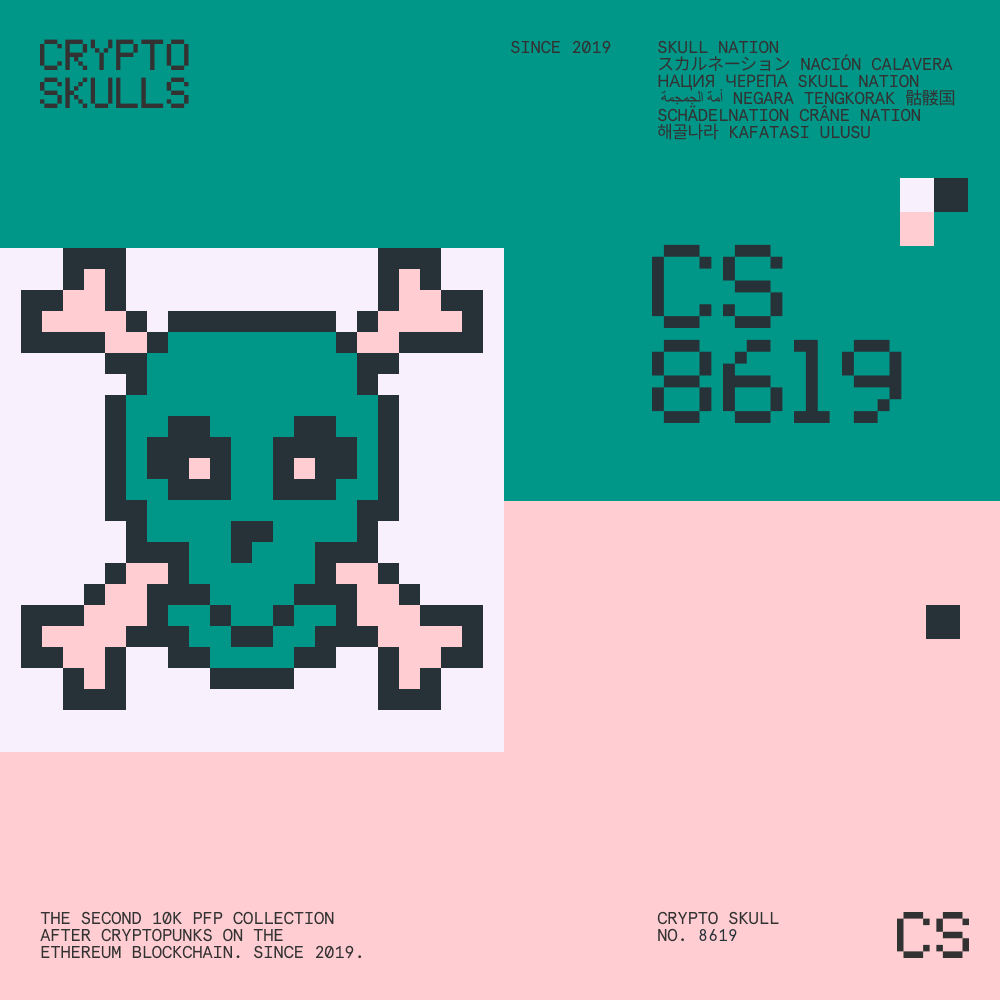 CRYPTO
SKULLS
SINCE 2019
SKULL NATION
スカルネーション NACIÓN CALAVERA
НАЦИЯ ЧЕРЕПА SKULL NATION
أمة الجمجمة NEGARA TENGKORAK 骷髅国
SCHÄDELNATION CRÂNE NATION
해골나라 KAFATASI ULUSU
CS
8619
THE SECOND 10K PFP COLLECTION
AFTER CRYPTOPUNKS ON THE
ETHEREUM BLOCKCHAIN. SINCE 2019.
CRYPTO SKULL
NO. 8619
CS